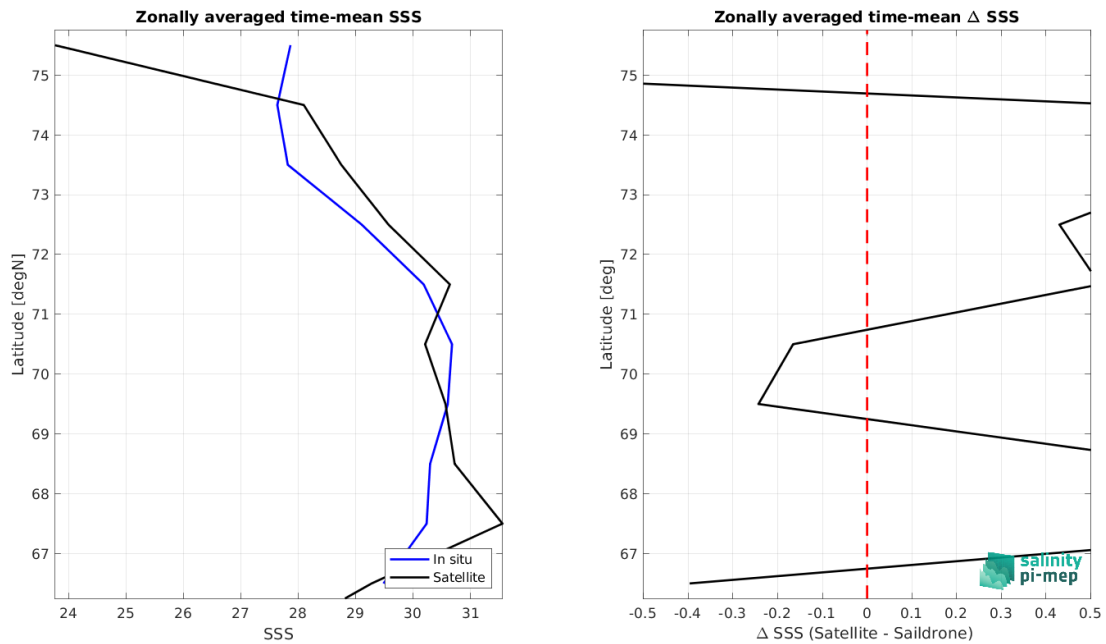 Zonally averaged time-mean SSS
75
74
73
72
71
70
69
68
67
Latitude [degN]
In situ
Satellite
24 25 26 27 28 29 30 31
SSS
Zonally averaged time-mean Δ SSS
75
74
73
72
71
70
69
68
67
Latitude [deg]
salinity
pi-mep
-0.5 -0.4 -0.3 -0.2 -0.1 0 0.1 0.2 0.3 0.4 0.5
Δ SSS (Satellite - Saildrone)